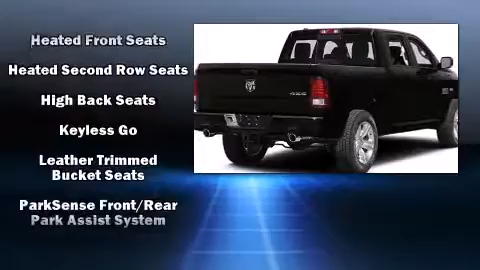 Heated Front Seats
Heated Second Row Seats
High Back Seats
Keyless Go
Leather Trimmed
Bucket Seats
ParkSense Front/Rear
Park Assist System
4X4